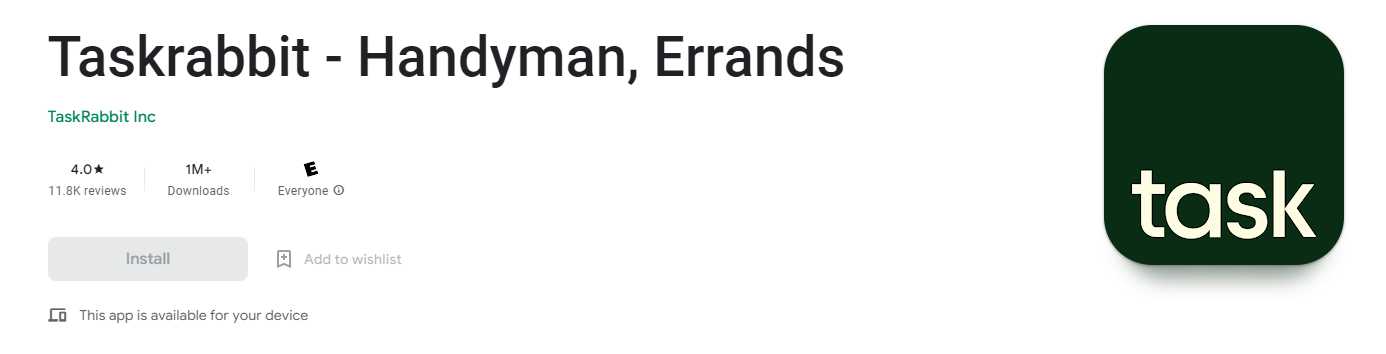 Taskrabbit - Handyman, Errands
TaskRabbit Inc
4.0★ 1M+ E
11.8K reviews Downloads Everyone
Install Add to wishlist
This app is available for your device
task